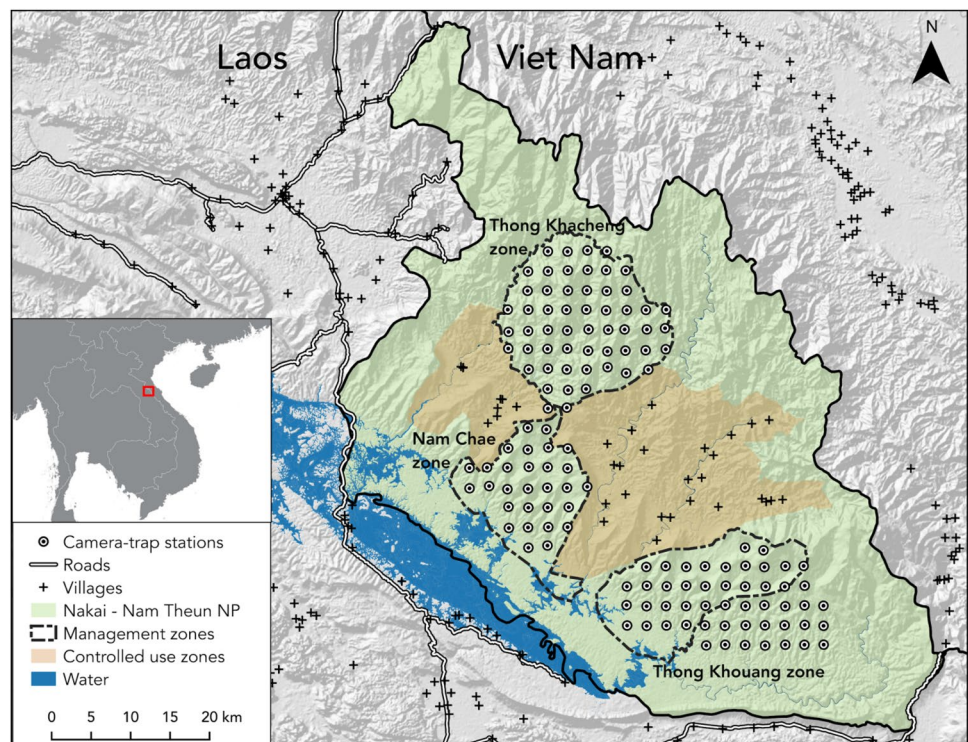 Laos
Viet Nam
N
Thong Khacheng
zone
Nam Chae
zone
Thong Khouang zone
Camera-trap stations
Roads
Villages
Nakai - Nam Theun NP
Management zones
Controlled use zones
Water
0 5 10 15 20 km